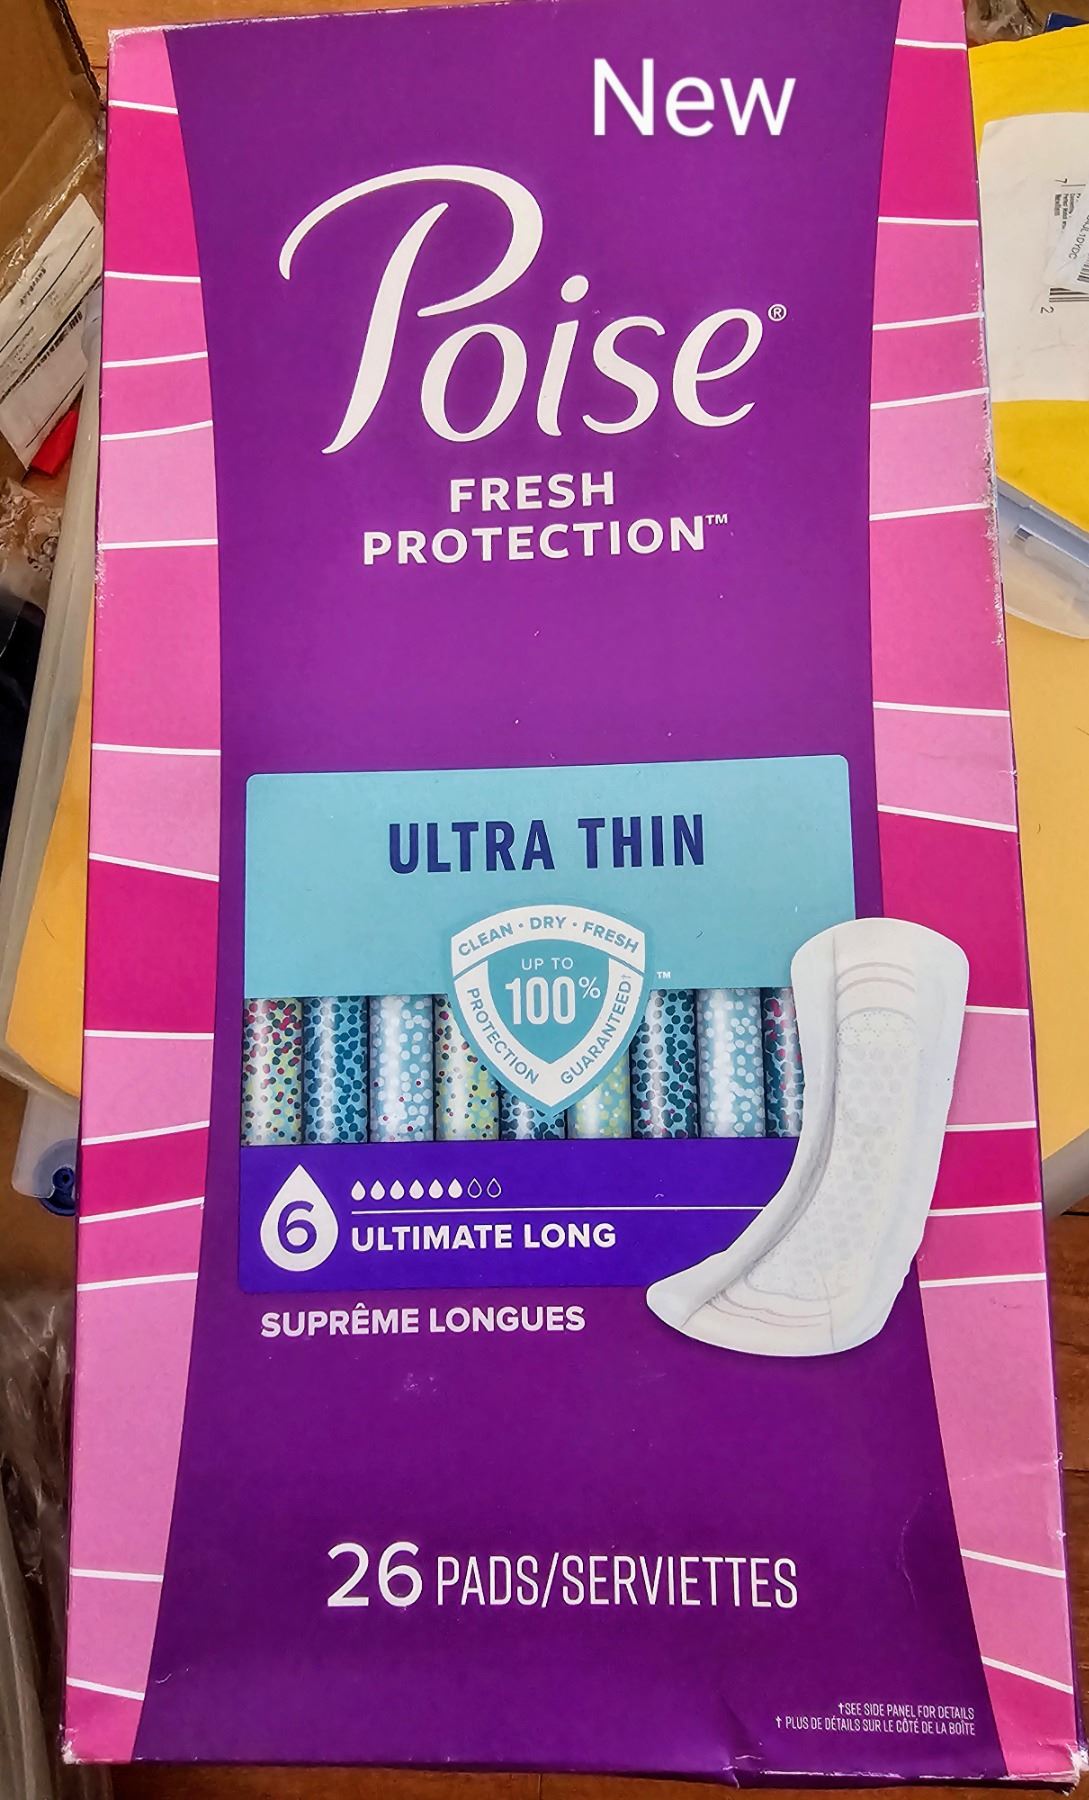 New
Poise®
FRESH
PROTECTION™
ULTRA THIN
CLEAN • DRY • FRESH
UP TO
100%
PROTECTION GUARANTEED† ™
6
ULTIMATE LONG
SUPRÊME LONGUES
26 PADS/SERVIETTES
†SEE SIDE PANEL FOR DETAILS
† PLUS DE DÉTAILS SUR LE CÔTÉ DE LA BOÎTE